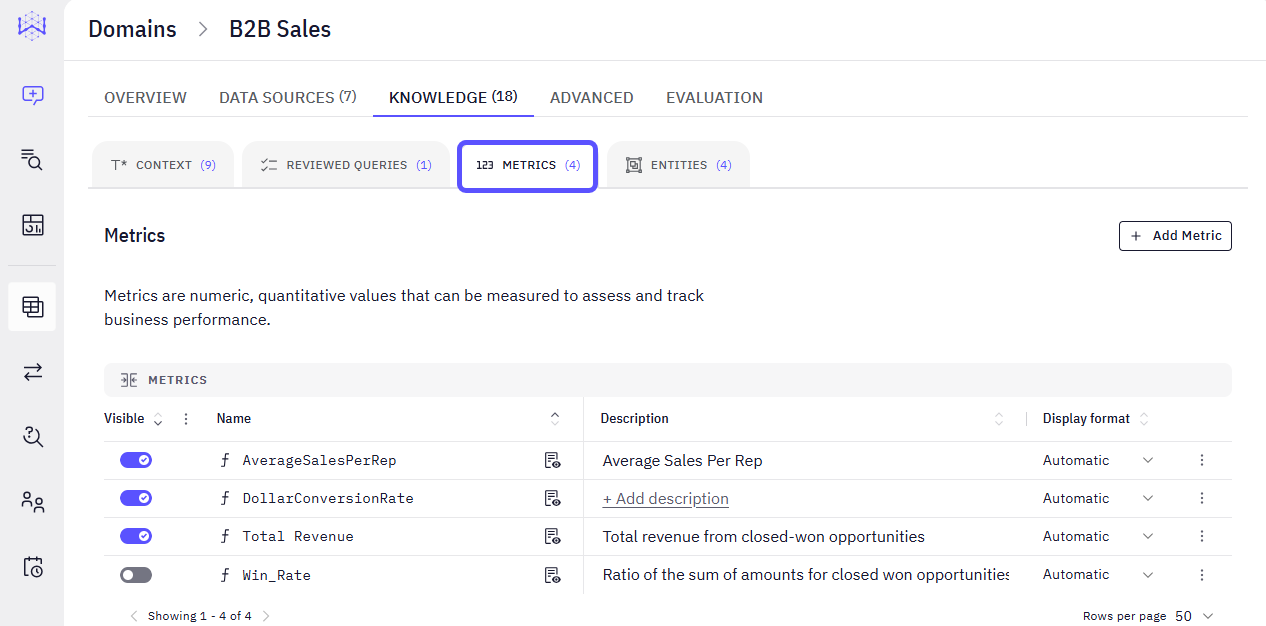 Domains > B2B Sales
OVERVIEW DATA SOURCES (7) KNOWLEDGE (18) ADVANCED EVALUATION
T* CONTEXT (9) REVIEWED QUERIES (1) 123 METRICS (4) ENTITIES (4)
Metrics + Add Metric
Metrics are numeric, quantitative values that can be measured to assess and track
business performance.
METRICS
Visible Name Description Display format
f AverageSalesPerRep Average Sales Per Rep Automatic
f DollarConversionRate + Add description Automatic
f Total Revenue Total revenue from closed-won opportunities Automatic
f Win_Rate Ratio of the sum of amounts for closed won opportunities Automatic
Showing 1 - 4 of 4 Rows per page 50